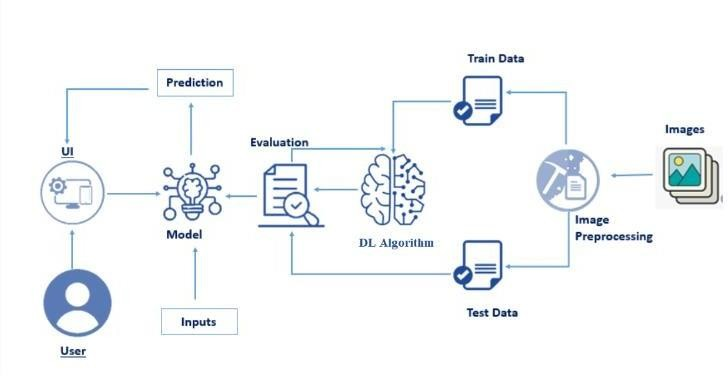 Train Data
Prediction
Images
Evaluation
UI
Image
Preprocessing
Model
DL Algorithm
Test Data
Inputs
User